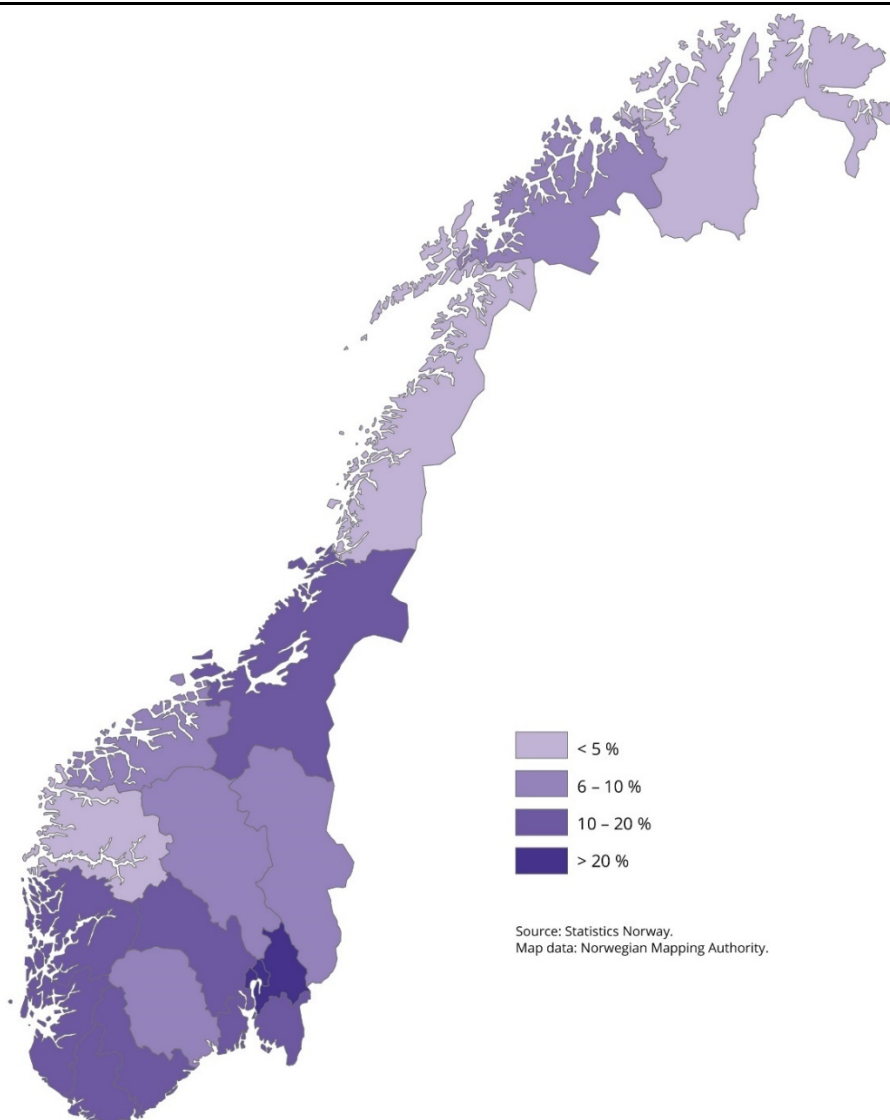 < 5 %
6 – 10 %
10 – 20 %
> 20 %
Source: Statistics Norway.
Map data: Norwegian Mapping Authority.